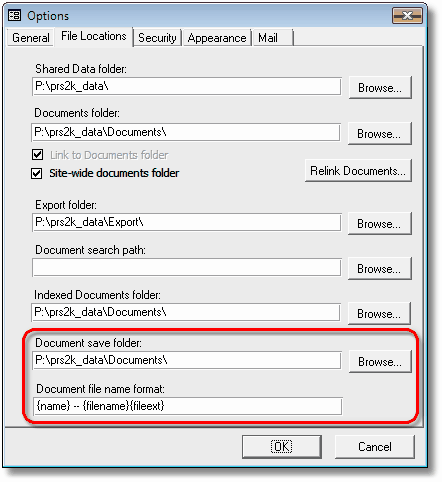 Options
General File Locations Security Appearance Mail
Shared Data folder:
P:\prs2k_data\ Browse...
Documents folder:
P:\prs2k_data\Documents\ Browse...
Link to Documents folder
Site-wide documents folder Relink Documents...
Export folder:
P:\prs2k_data\Export\ Browse...
Document search path:
Browse...
Indexed Documents folder:
P:\prs2k_data\Documents\ Browse...
Document save folder:
P:\prs2k_data\Documents\ Browse...
Document file name format:
{name} -- {filename}{fileext}
OK Cancel